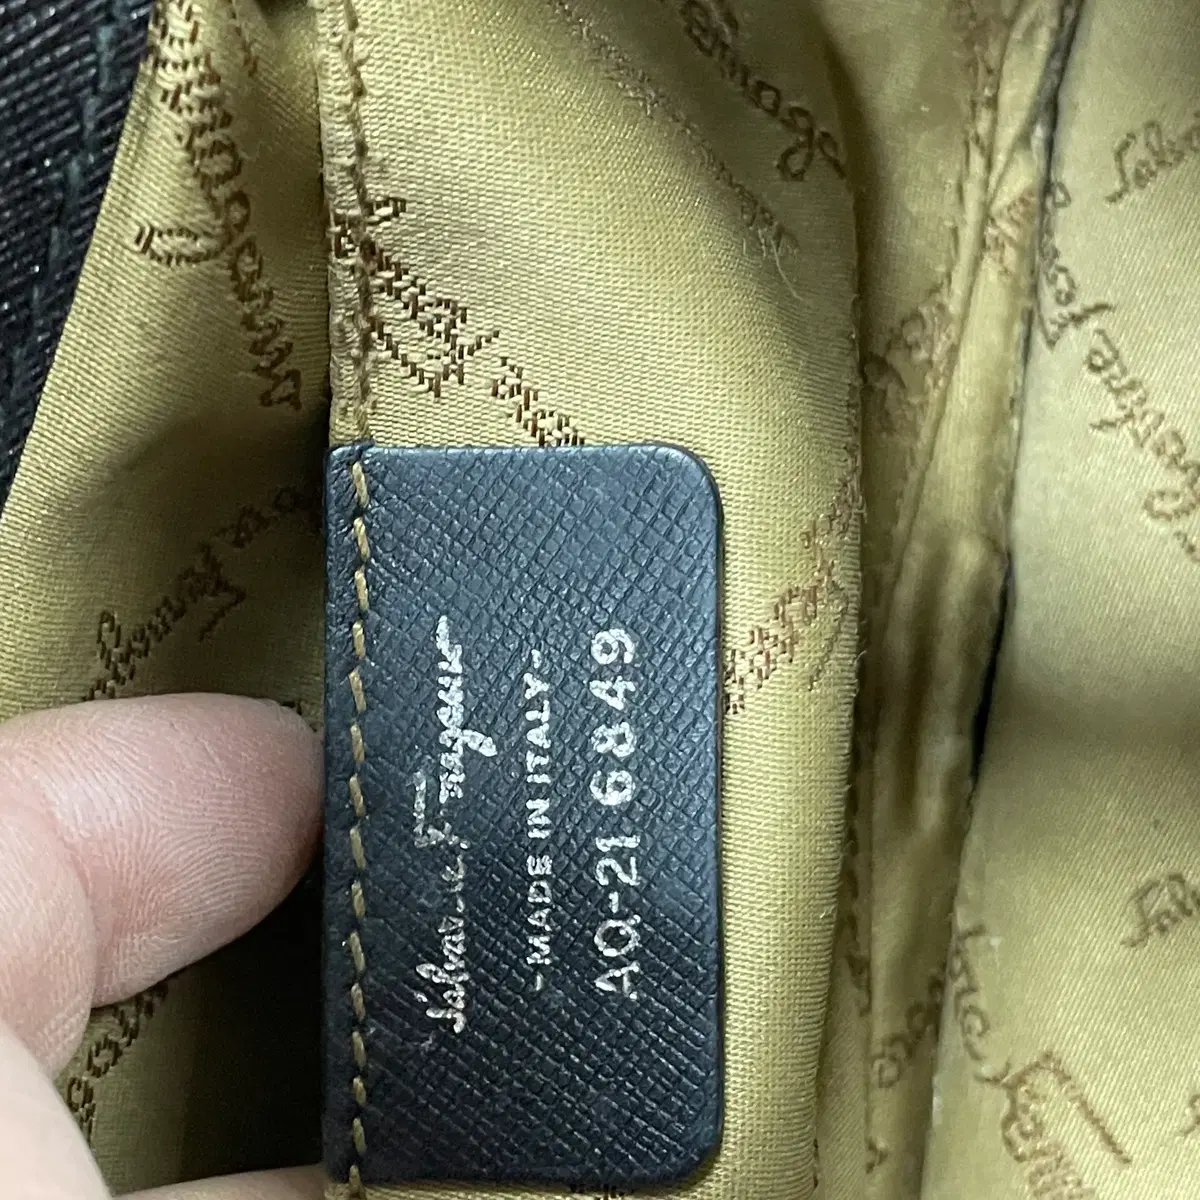 Salvatore Ferragamo
-MADE IN ITALY-
AQ-21 6849